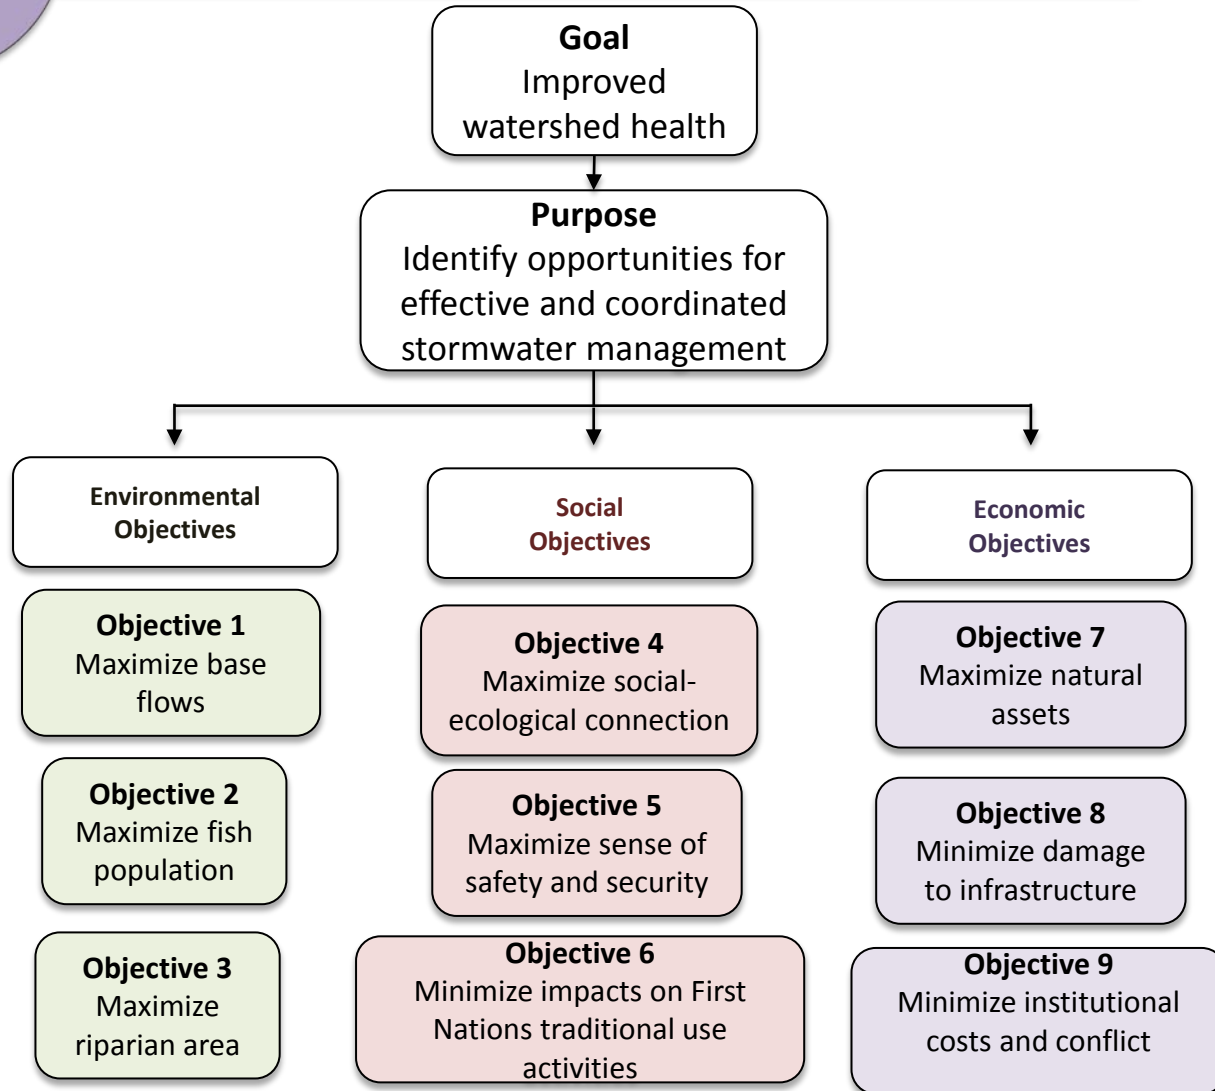 Goal
Improved
watershed health
Purpose
Identify opportunities for
effective and coordinated
stormwater management
Environmental
Objectives
Objective 1
Maximize base
flows
Objective 2
Maximize fish
population
Objective 3
Maximize
riparian area
Social
Objectives
Objective 4
Maximize social-
ecological connection
Objective 5
Maximize sense of
safety and security
Objective 6
Minimize impacts on First
Nations traditional use
activities
Economic
Objectives
Objective 7
Maximize natural
assets
Objective 8
Minimize damage
to infrastructure
Objective 9
Minimize institutional
costs and conflict